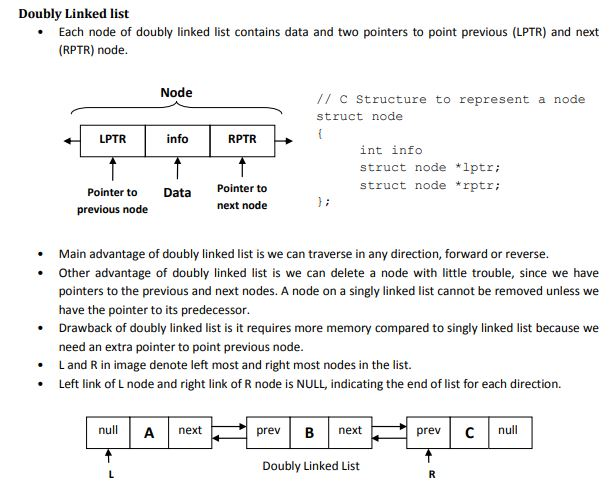 Doubly Linked list
• Each node of doubly linked list contains data and two pointers to point previous (LPTR) and next
(RPTR) node.
Node
LPTR info RPTR
Pointer to
previous node
Data
Pointer to
next node
// C Structure to represent a node
struct node
{
int info
struct node *lptr;
struct node *rptr;
};
• Main advantage of doubly linked list is we can traverse in any direction, forward or reverse.
• Other advantage of doubly linked list is we can delete a node with little trouble, since we have
pointers to the previous and next nodes. A node on a singly linked list cannot be removed unless we
have the pointer to its predecessor.
• Drawback of doubly linked list is it requires more memory compared to singly linked list because we
need an extra pointer to point previous node.
• L and R in image denote left most and right most nodes in the list.
• Left link of L node and right link of R node is NULL, indicating the end of list for each direction.
null A next prev B next prev C null
Doubly Linked List
L R